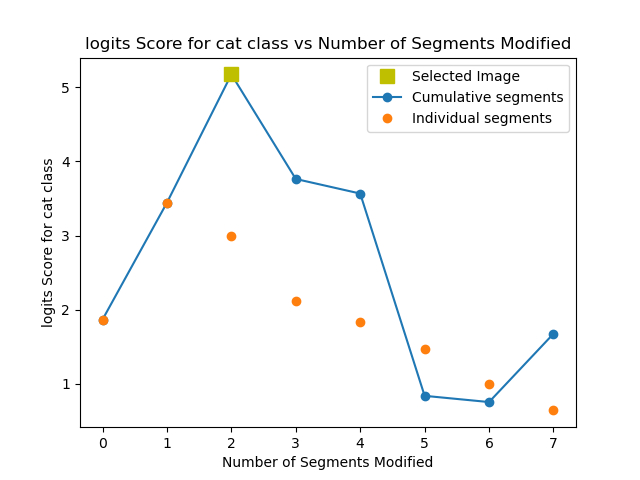 logits Score for cat class vs Number of Segments Modified
Selected Image
Cumulative segments
Individual segments
logits Score for cat class
5
4
3
2
1
0 1 2 3 4 5 6 7
Number of Segments Modified